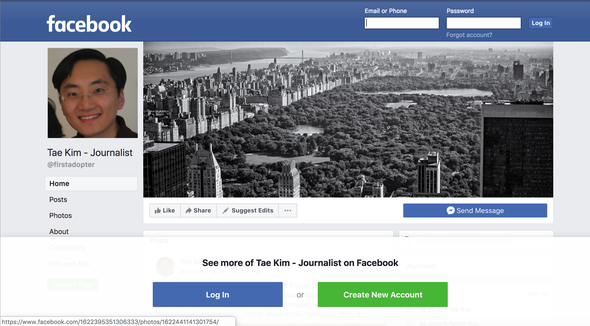 facebook
Email or Phone
Password
Log In
Forgot account?
Tae Kim - Journalist
@firstadopter
Home
Posts
Photos
About
Like
Share
Suggest Edits
Send Message
See more of Tae Kim - Journalist on Facebook
Log In
or
Create New Account
https://www.facebook.com/1622395351306333/photos/1622441141301754/